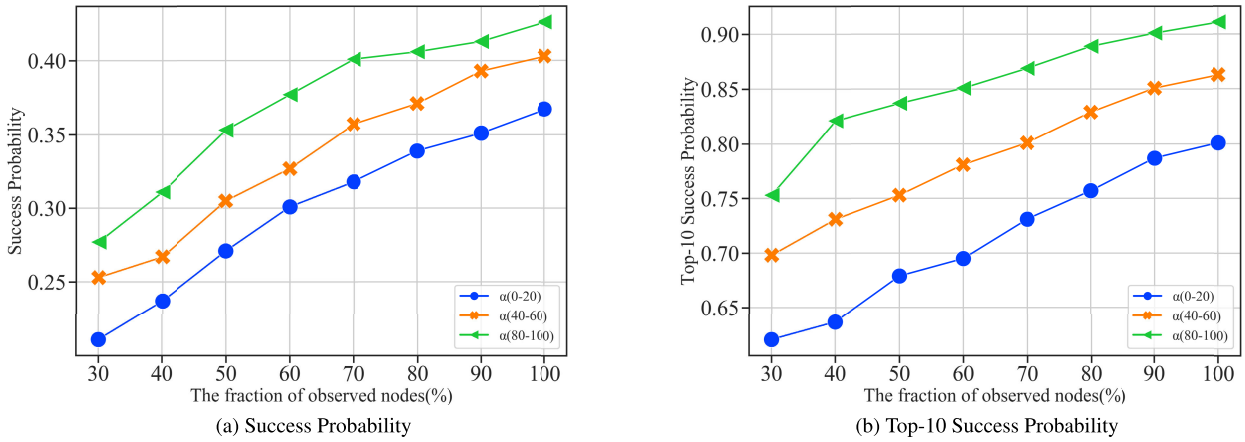 0.40
0.35
0.30
0.25
Success Probability
α(0-20)
α(40-60)
α(80-100)
30 40 50 60 70 80 90 100
The fraction of observed nodes(%)
(a) Success Probability
0.90
0.85
0.80
0.75
0.70
0.65
Top-10 Success Probability
α(0-20)
α(40-60)
α(80-100)
30 40 50 60 70 80 90 100
The fraction of observed nodes(%)
(b) Top-10 Success Probability